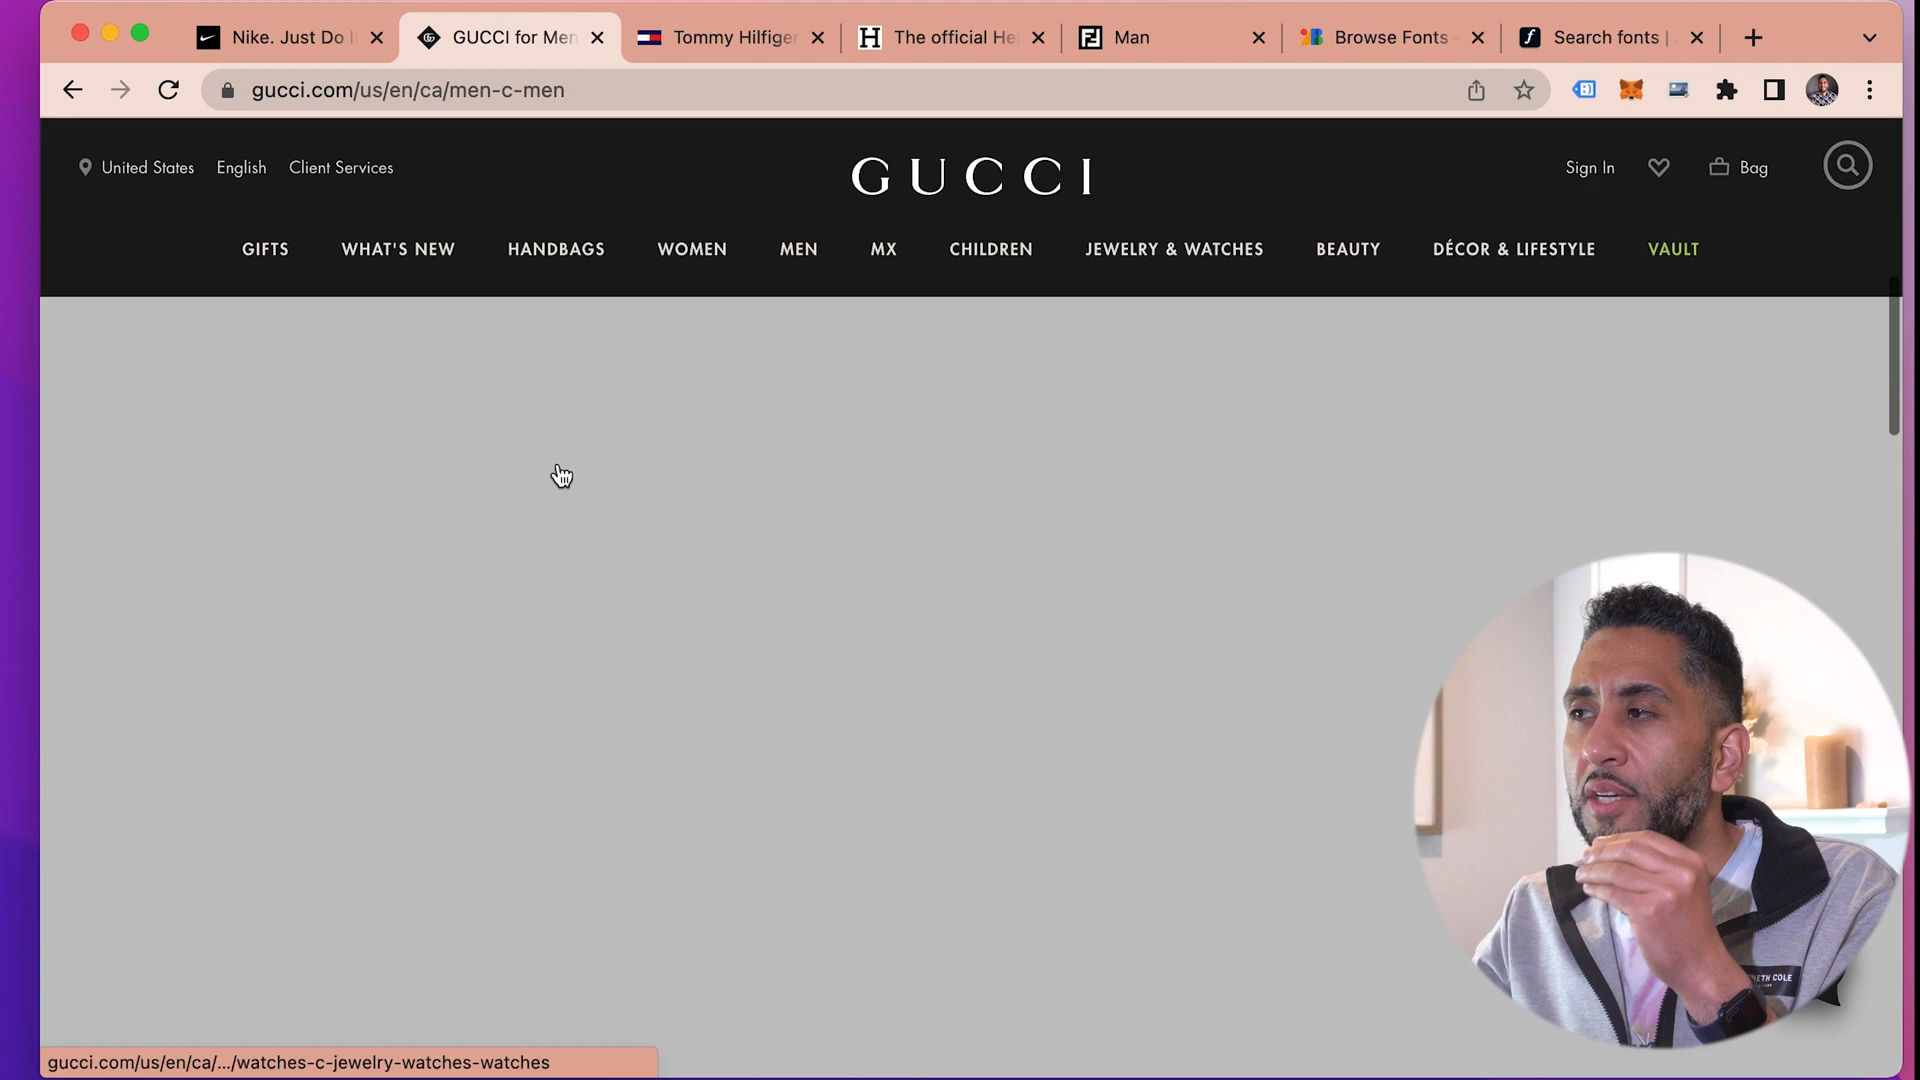 Nike. Just Do I
GUCCI for Men
Tommy Hilfiger
The official He
Man
Browse Fonts -
Search fonts |
gucci.com/us/en/ca/men-c-men
United States English Client Services
GUCCI
Sign In Bag
GIFTS WHAT'S NEW HANDBAGS WOMEN MEN MX CHILDREN JEWELRY & WATCHES BEAUTY DÉCOR & LIFESTYLE VAULT
NETH COLE
gucci.com/us/en/ca/.../watches-c-jewelry-watches-watches